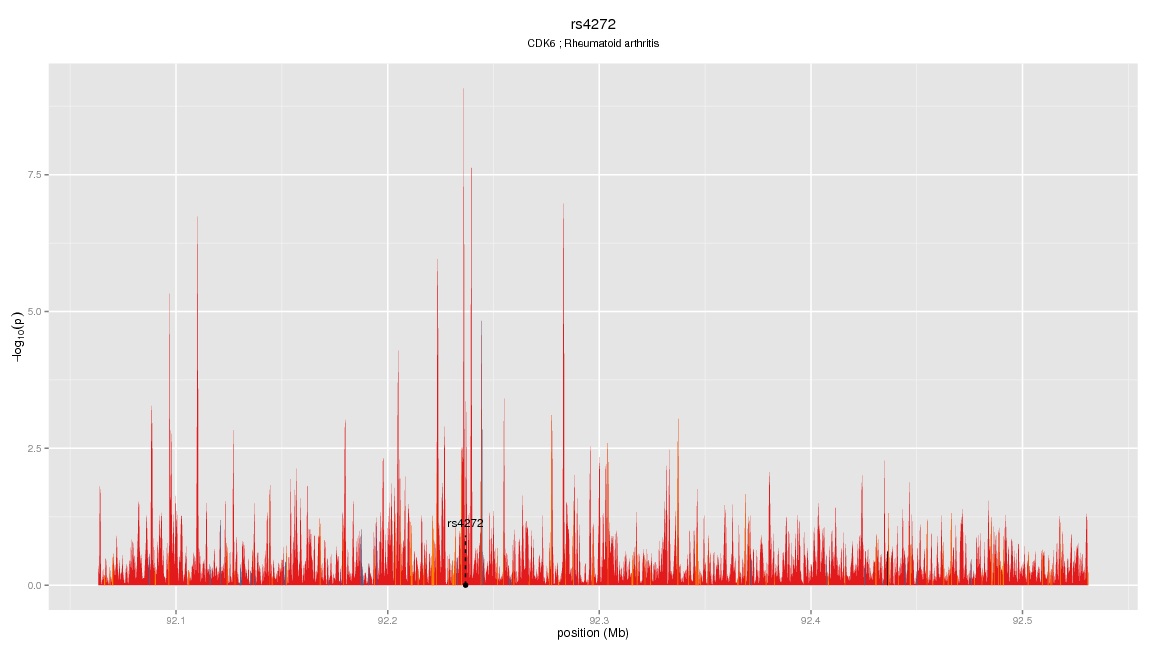 rs4272
CDK6 ; Rheumatoid arthritis
−log10(p)
7.5
5.0
2.5
0.0
rs4272
92.1
92.2
92.3
92.4
92.5
position (Mb)